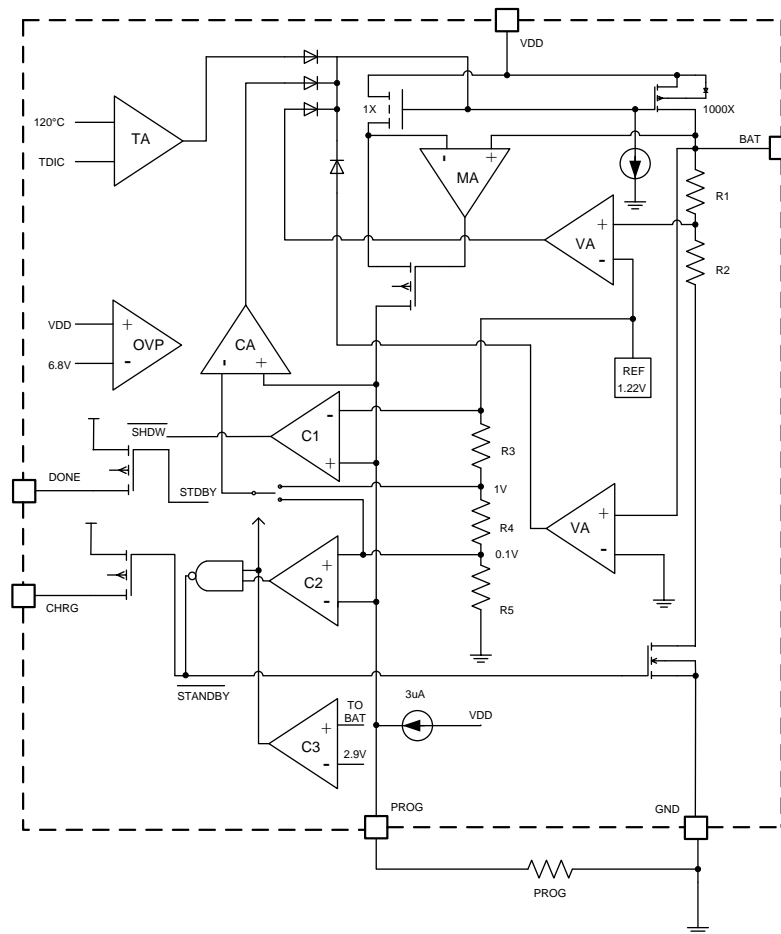 VDD
120°C
TA
TDIC
1X
1000X
BAT
MA
R1
VA
+
-
R2
-
+
VDD
+
OVP
6.8V
-
CA
-
+
REF
1.22V
SHDW
C1
-
+
R3
DONE
STDBY
1V
R4
VA
+
-
0.1V
C2
+
-
R5
CHRG
STANDBY
3uA
VDD
TO
BAT
C3
+
-
2.9V
PROG
GND
PROG